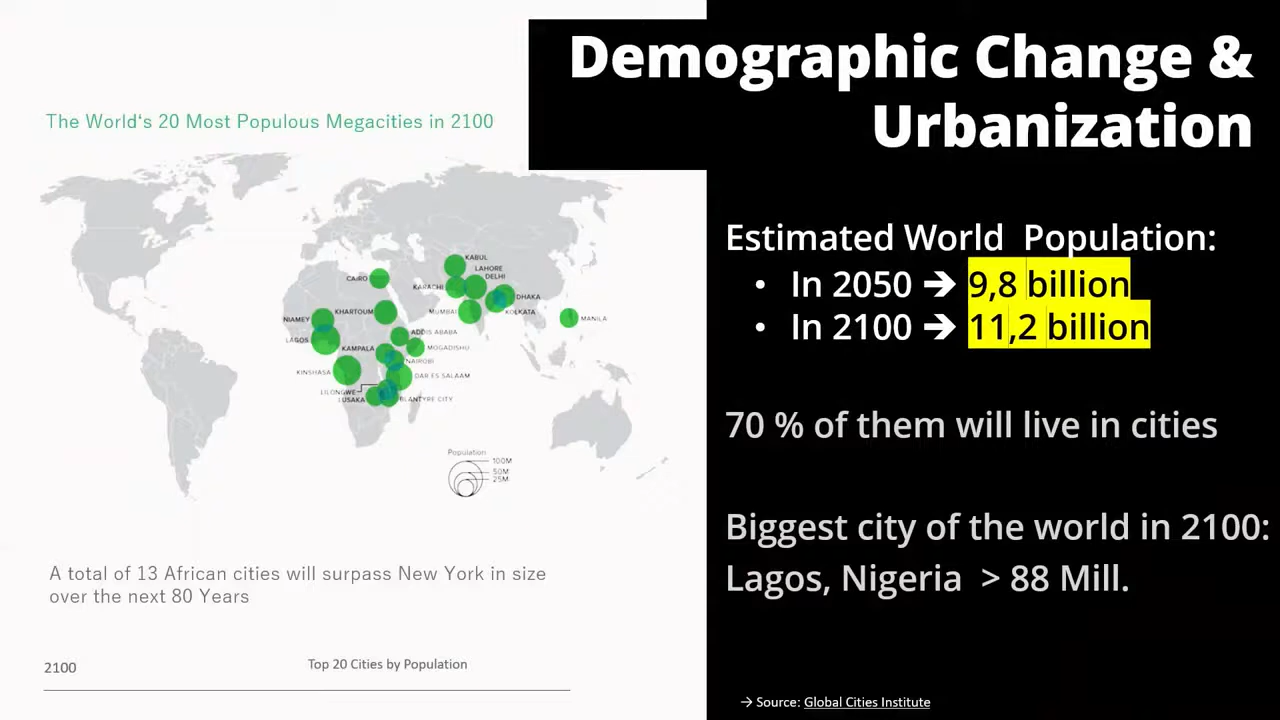 Demographic Change &
Urbanization
The World's 20 Most Populous Megacities in 2100
KABUL
LAHORE
DELHI
CAIRO
KARACHI
DHAKA
KHARTOUM
MUMBAI
KOLKATA
NIAMEY
MANILA
ADDIS ABABA
LAGOS
KAMPALA
MOGADISHU
NAIROBI
KINSHASA
DAR ES SALAAM
LILONGWE
LUSAKA
BLANTYRE CITY
Population
100M
50M
25M
A total of 13 African cities will surpass New York in size
over the next 80 Years
2100
Top 20 Cities by Population
Estimated World Population:
• In 2050 → 9,8 billion
• In 2100 → 11,2 billion
70 % of them will live in cities
Biggest city of the world in 2100:
Lagos, Nigeria > 88 Mill.
→ Source: Global Cities Institute